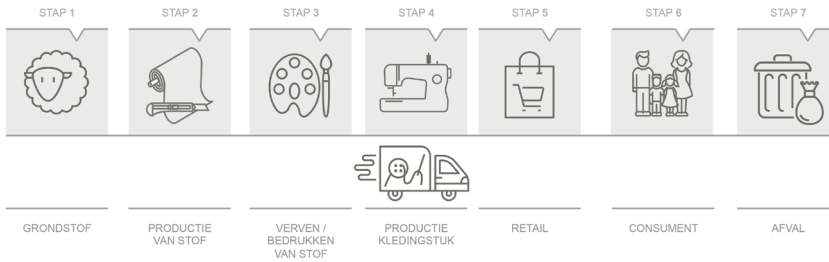 STAP 1
STAP 2
STAP 3
STAP 4
STAP 5
STAP 6
STAP 7
GRONDSTOF
PRODUCTIE
VAN STOF
VERVEN /
BEDRUKKEN
VAN STOF
PRODUCTIE
KLEDINGSTUK
RETAIL
CONSUMENT
AFVAL